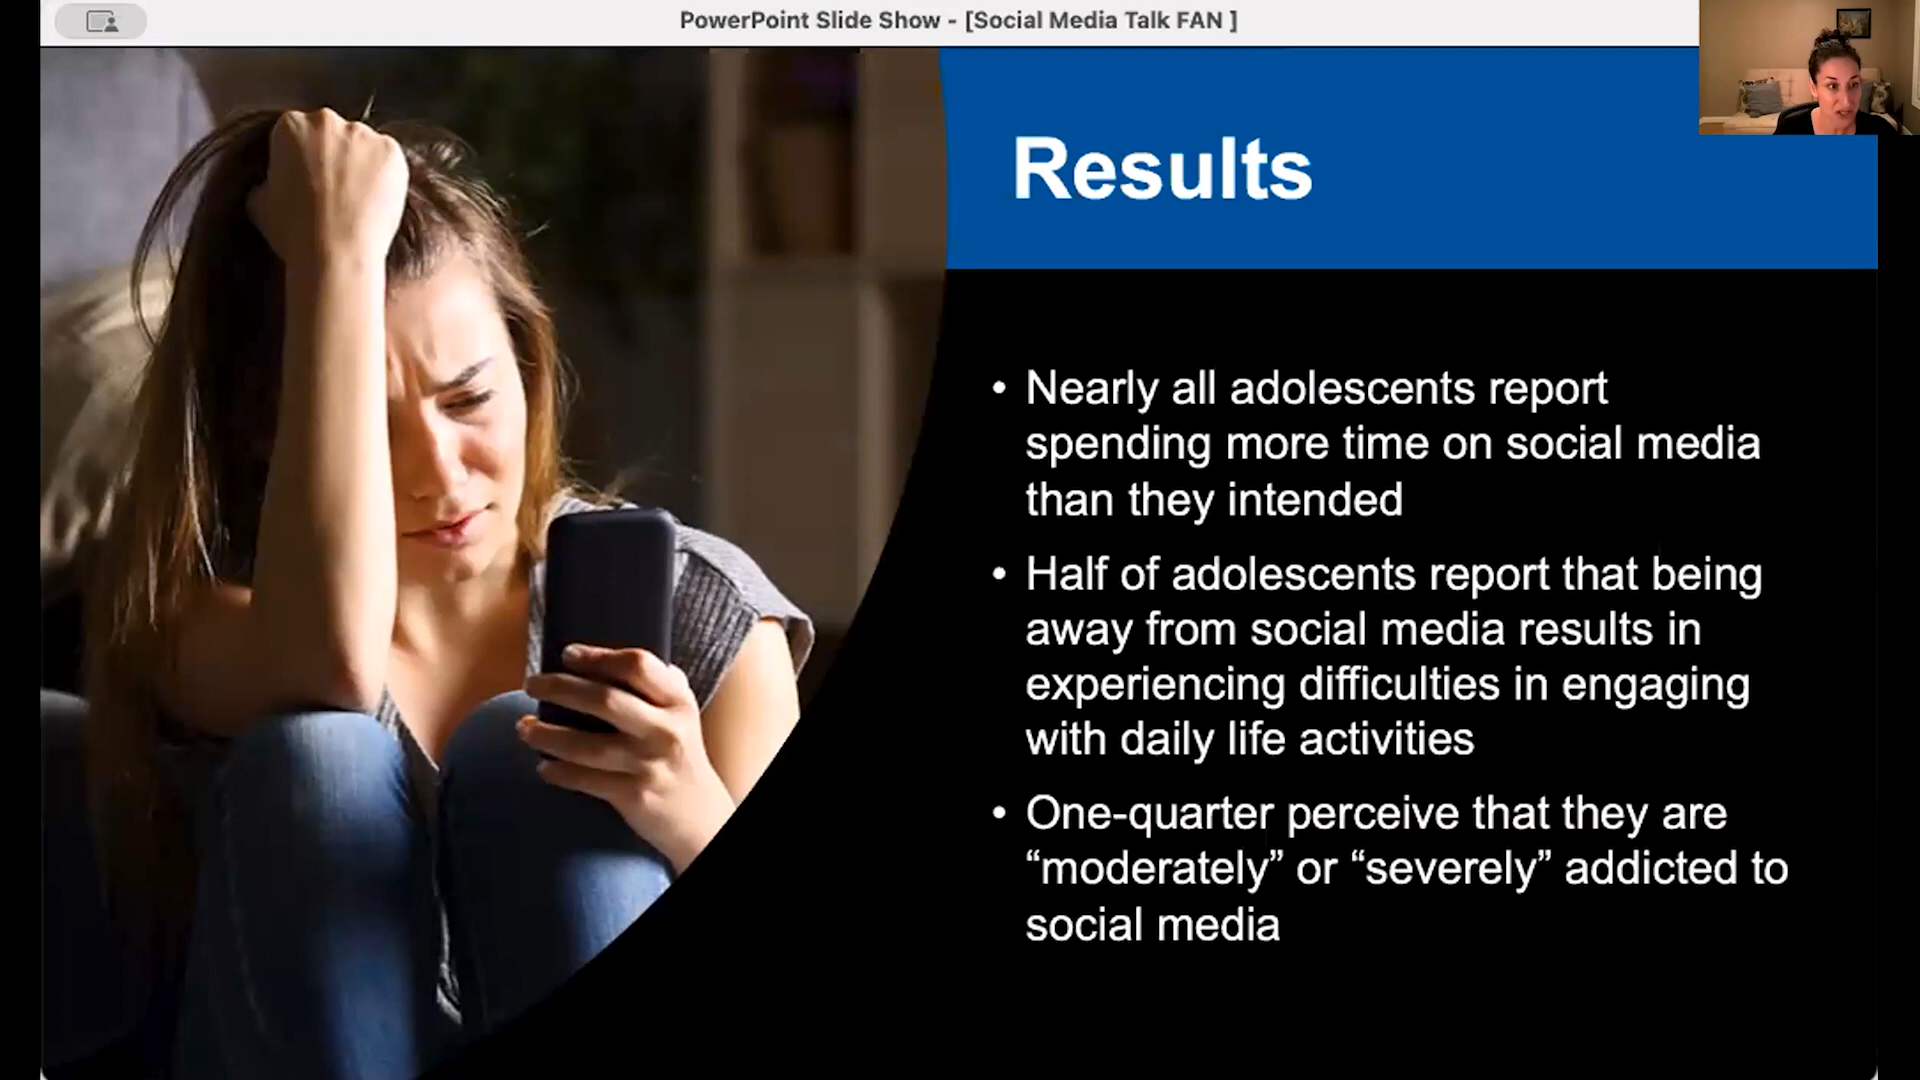 PowerPoint Slide Show - [Social Media Talk FAN ]
Results
• Nearly all adolescents report
spending more time on social media
than they intended
• Half of adolescents report that being
away from social media results in
experiencing difficulties in engaging
with daily life activities
• One-quarter perceive that they are
“moderately” or “severely” addicted to
social media